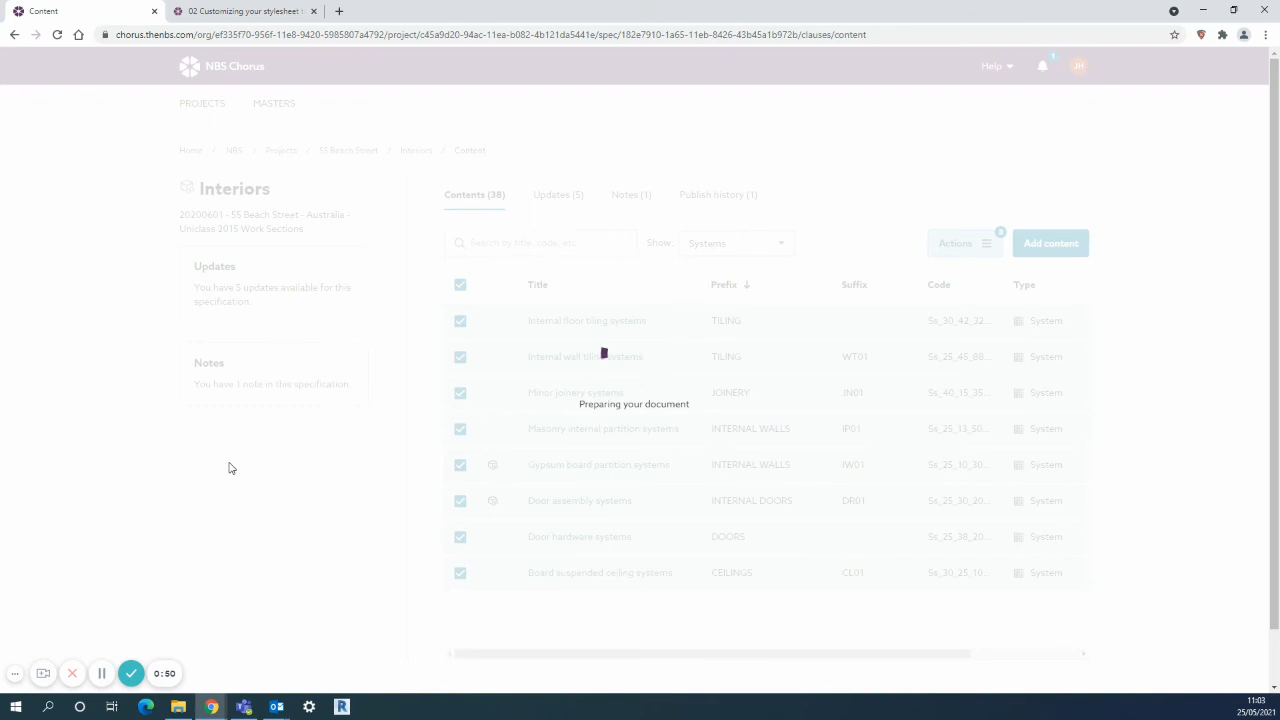 Content
02 Customizing your stylesheet
chorus.thenbs.com/org/ef335f70-956f-11e8-9420-5985807a4792/project/c45a9d20-94ac-11ea-b082-4b121da5441e/spec/182e7910-1a65-11eb-8426-43b45a1b972b/clauses/content
NBS Chorus
Help
1
JH
PROJECTS
MASTERS
Home / NBS / Projects / 55 Beach Street / Interiors / Content
Interiors
20200601 - 55 Beach Street - Australia -
Uniclass 2015 Work Sections
Updates
You have 5 updates available for this
specification.
Notes
You have 1 note in this specification
Contents (38)
Updates (5)
Notes (1)
Publish history (1)
Search by title, code, etc
Show:
Systems
Actions
8
Add content
Title Prefix Suffix Code Type
Internal floor tiling systems TILING Ss_30_42_32... System
Internal wall tiling systems TILING WT01 Ss_25_45_88... System
Minor joinery systems JOINERY JN01 Ss_40_15_35... System
Preparing your document
Masonry internal partition systems INTERNAL WALLS IP01 Ss_25_13_50... System
Gypsum board partition systems INTERNAL WALLS IW01 Ss_25_10_30... System
Door assembly systems INTERNAL DOORS DR01 Ss_25_30_20... System
Door hardware systems DOORS Ss_25_38_20... System
Board suspended ceiling systems CEILINGS CL01 Ss_30_25_10... System
0:50
11:03
25/05/2021